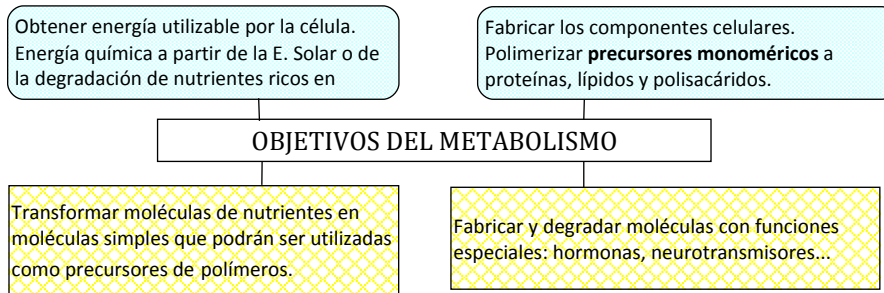 Obtener energía utilizable por la célula.
Energía química a partir de la E. Solar o de
la degradación de nutrientes ricos en
Fabricar los componentes celulares.
Polimerizar precursores monoméricos a
proteínas, lípidos y polisacáridos.
OBJETIVOS DEL METABOLISMO
Transformar moléculas de nutrientes en
moléculas simples que podrán ser utilizadas
como precursores de polímeros.
Fabricar y degradar moléculas con funciones
especiales: hormonas, neurotransmisores...